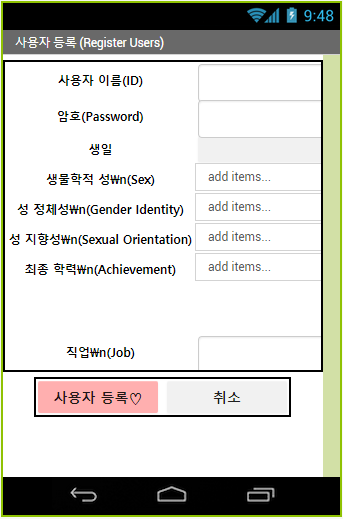 9:48
사용자 등록 (Register Users)
사용자 이름(ID)
암호(Password)
생일
생물학적 성₩n(Sex)
add items...
성 정체성₩n(Gender Identity)
add items...
성 지향성₩n(Sexual Orientation)
add items...
최종 학력₩n(Achievement)
add items...
직업₩n(Job)
사용자 등록♡
취소